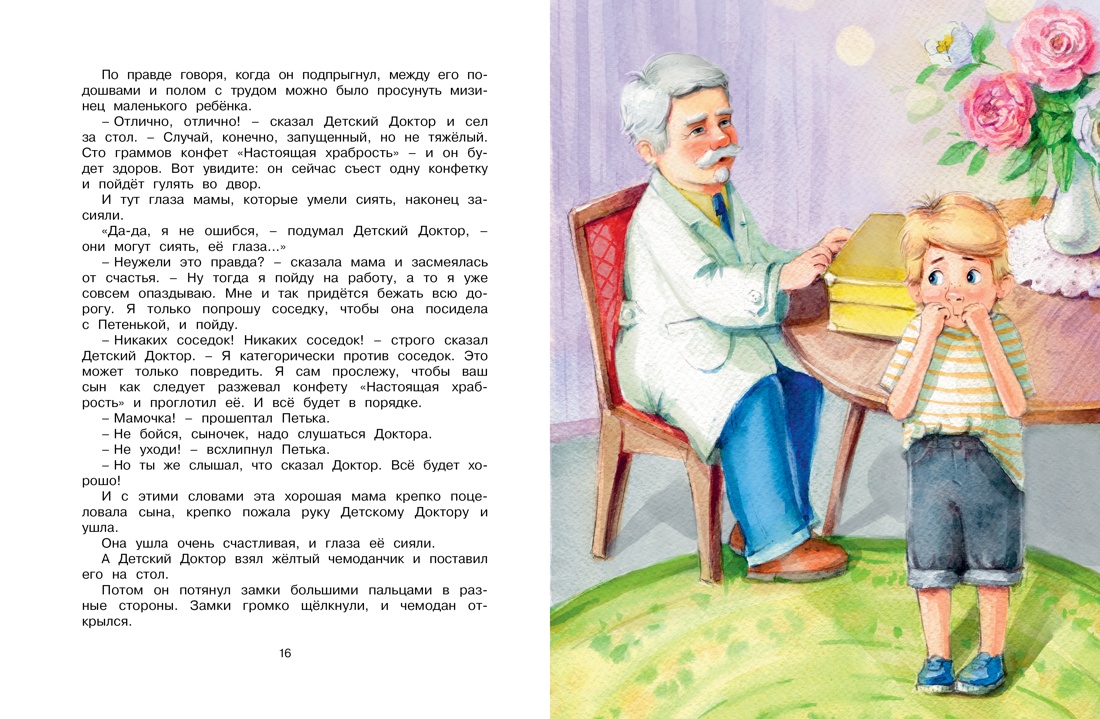 По правде говоря, когда он подпрыгнул, между его по-
дошвами и полом с трудом можно было просунуть мизи-
нец маленького ребёнка.
– Отлично, отлично! – сказал Детский Доктор и сел
за стол. – Случай, конечно, запущенный, но не тяжёлый.
Сто граммов конфет «Настоящая храбрость» – и он бу-
дет здоров. Вот увидите: он сейчас съест одну конфетку
и пойдёт гулять во двор.
И тут глаза мамы, которые умели сиять, наконец за-
сияли.
«Да-да, я не ошибся, – подумал Детский Доктор, –
они могут сиять, её глаза...»
– Неужели это правда? – сказала мама и засмеялась
от счастья. – Ну тогда я пойду на работу, а то я уже
совсем опаздываю. Мне и так придётся бежать всю до-
рогу. Я только попрошу соседку, чтобы она посидела
с Петенькой, и пойду.
– Никаких соседок! Никаких соседок! – строго сказал
Детский Доктор. – Я категорически против соседок. Это
может только повредить. Я сам прослежу, чтобы ваш
сын как следует разжевал конфету «Настоящая храб-
рость» и проглотил её. И всё будет в порядке.
– Мамочка! – прошептал Петька.
– Не бойся, сыночек, надо слушаться Доктора.
– Не уходи! – всхлипнул Петька.
– Но ты же слышал, что сказал Доктор. Всё будет хо-
рошо!
И с этими словами эта хорошая мама крепко поце-
ловала сына, крепко пожала руку Детскому Доктору и
ушла.
Она ушла очень счастливая, и глаза её сияли.
А Детский Доктор взял жёлтый чемоданчик и поставил
его на стол.
Потом он потянул замки большими пальцами в раз-
ные стороны. Замки громко щёлкнули, и чемодан от-
крылся.
16